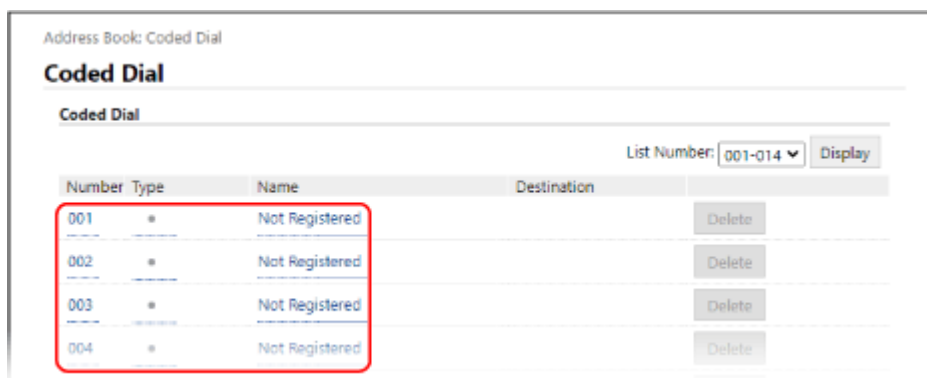 Address Book: Coded Dial
Coded Dial
Coded Dial
List Number: 001-014 Display
Number Type Name Destination
001 Not Registered Delete
002 Not Registered Delete
003 Not Registered Delete
004 Not Registered Delete